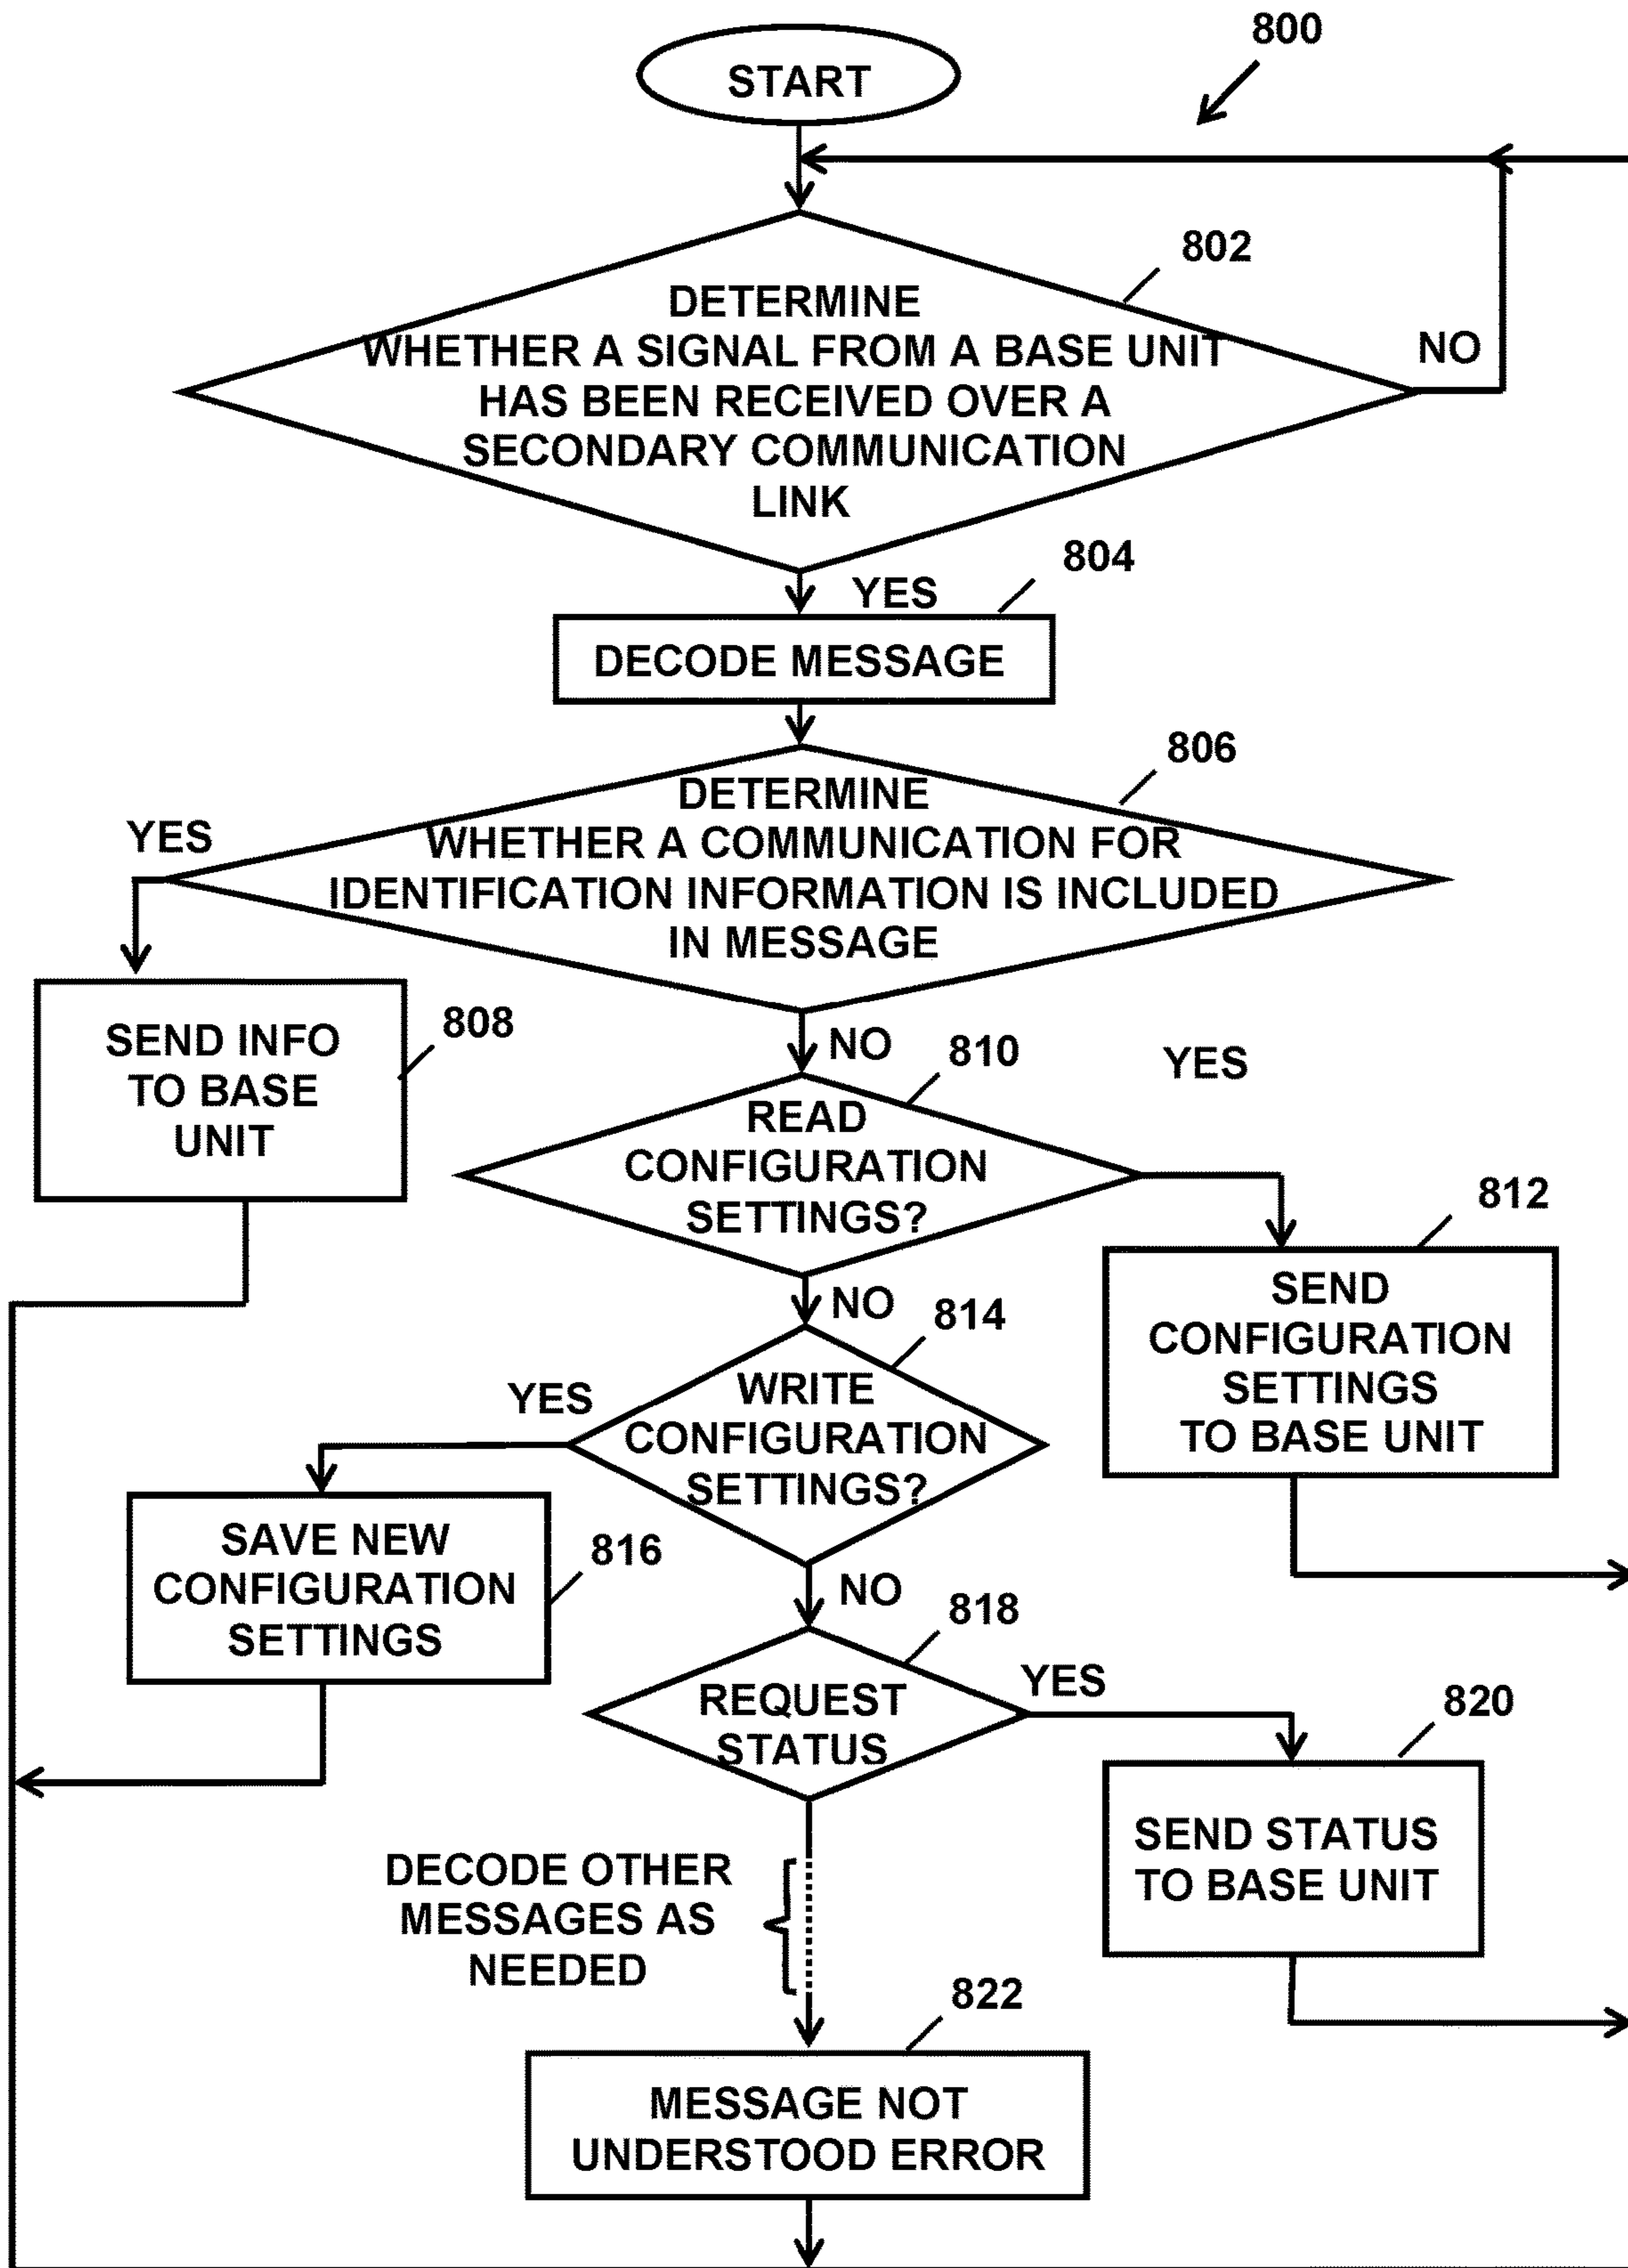 800
START
802
DETERMINE
WHETHER A SIGNAL FROM A BASE UNIT
HAS BEEN RECEIVED OVER A
SECONDARY COMMUNICATION
LINK
NO
YES
804
DECODE MESSAGE
806
DETERMINE
WHETHER A COMMUNICATION FOR
IDENTIFICATION INFORMATION IS INCLUDED
IN MESSAGE
YES
808
SEND INFO
TO BASE
UNIT
NO
810
YES
READ
CONFIGURATION
SETTINGS?
812
SEND
CONFIGURATION
SETTINGS
TO BASE UNIT
NO
814
YES
WRITE
CONFIGURATION
SETTINGS?
SAVE NEW
CONFIGURATION
SETTINGS
816
NO
818
REQUEST
STATUS
YES
820
SEND STATUS
TO BASE UNIT
DECODE OTHER
MESSAGES AS
NEEDED
822
MESSAGE NOT
UNDERSTOOD ERROR